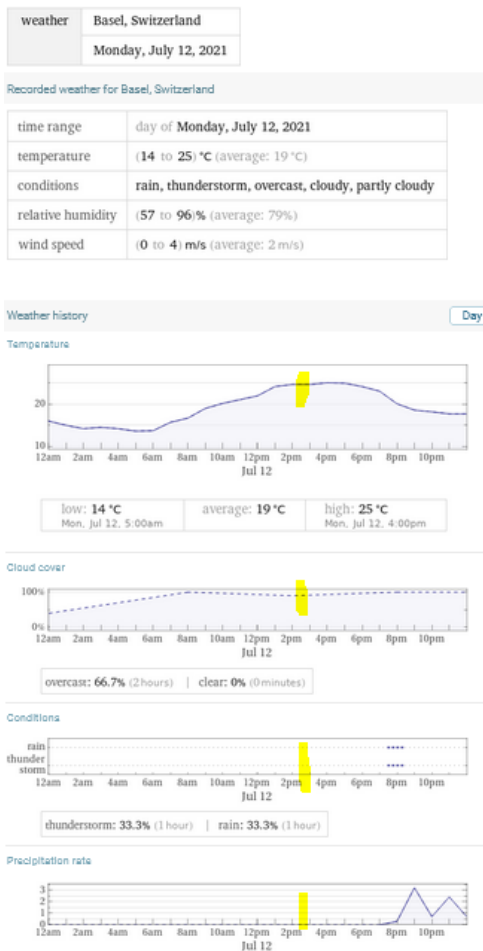 weather
Basel, Switzerland
Monday, July 12, 2021
Recorded weather for Basel, Switzerland
time range day of Monday, July 12, 2021
temperature (14 to 25) °C (average: 19 °C)
conditions rain, thunderstorm, overcast, cloudy, partly cloudy
relative humidity (57 to 96)% (average: 79%)
wind speed (0 to 4) m/s (average: 2 m/s)
Weather history Day
Temperature
20
10
12am 2am 4am 6am 8am 10am 12pm 2pm 4pm 6pm 8pm 10pm
Jul 12
low: 14 °C average: 19 °C high: 25 °C
Mon, Jul 12, 5:00am Mon, Jul 12, 4:00pm
Cloud cover
100%
0%
12am 2am 4am 6am 8am 10am 12pm 2pm 4pm 6pm 8pm 10pm
Jul 12
overcast: 66.7% (2 hours) | clear: 0% (0 minutes)
Conditions
rain
thunder
storm
12am 2am 4am 6am 8am 10am 12pm 2pm 4pm 6pm 8pm 10pm
Jul 12
thunderstorm: 33.3% (1 hour) | rain: 33.3% (1 hour)
Precipitation rate
3
2
1
0
12am 2am 4am 6am 8am 10am 12pm 2pm 4pm 6pm 8pm 10pm
Jul 12